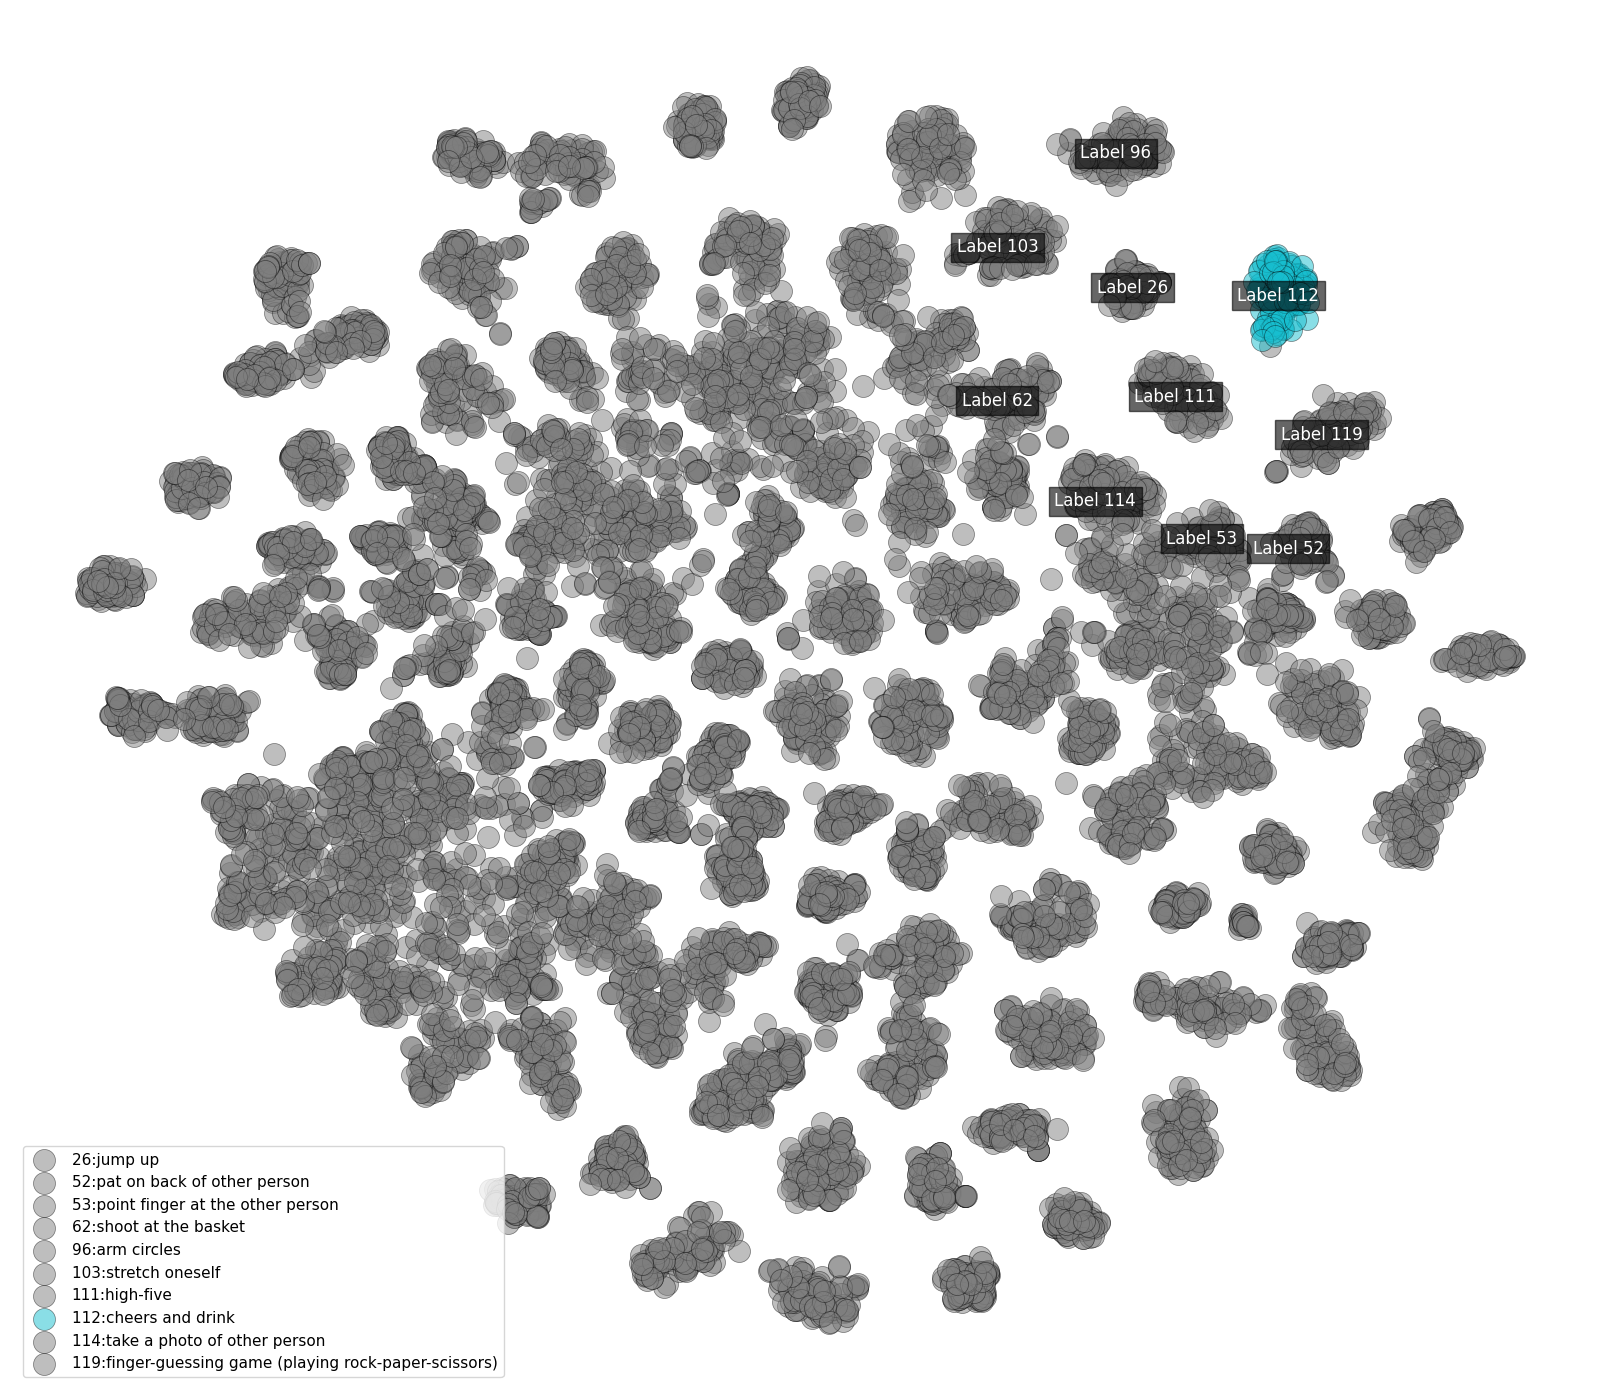 Label 96
Label 103
Label 26
Label 112
Label 62
Label 111
Label 119
Label 114
Label 53
Label 52
26:jump up
52:pat on back of other person
53:point finger at the other person
62:shoot at the basket
96:arm circles
103:stretch oneself
111:high-five
112:cheers and drink
114:take a photo of other person
119:finger-guessing game (playing rock-paper-scissors)